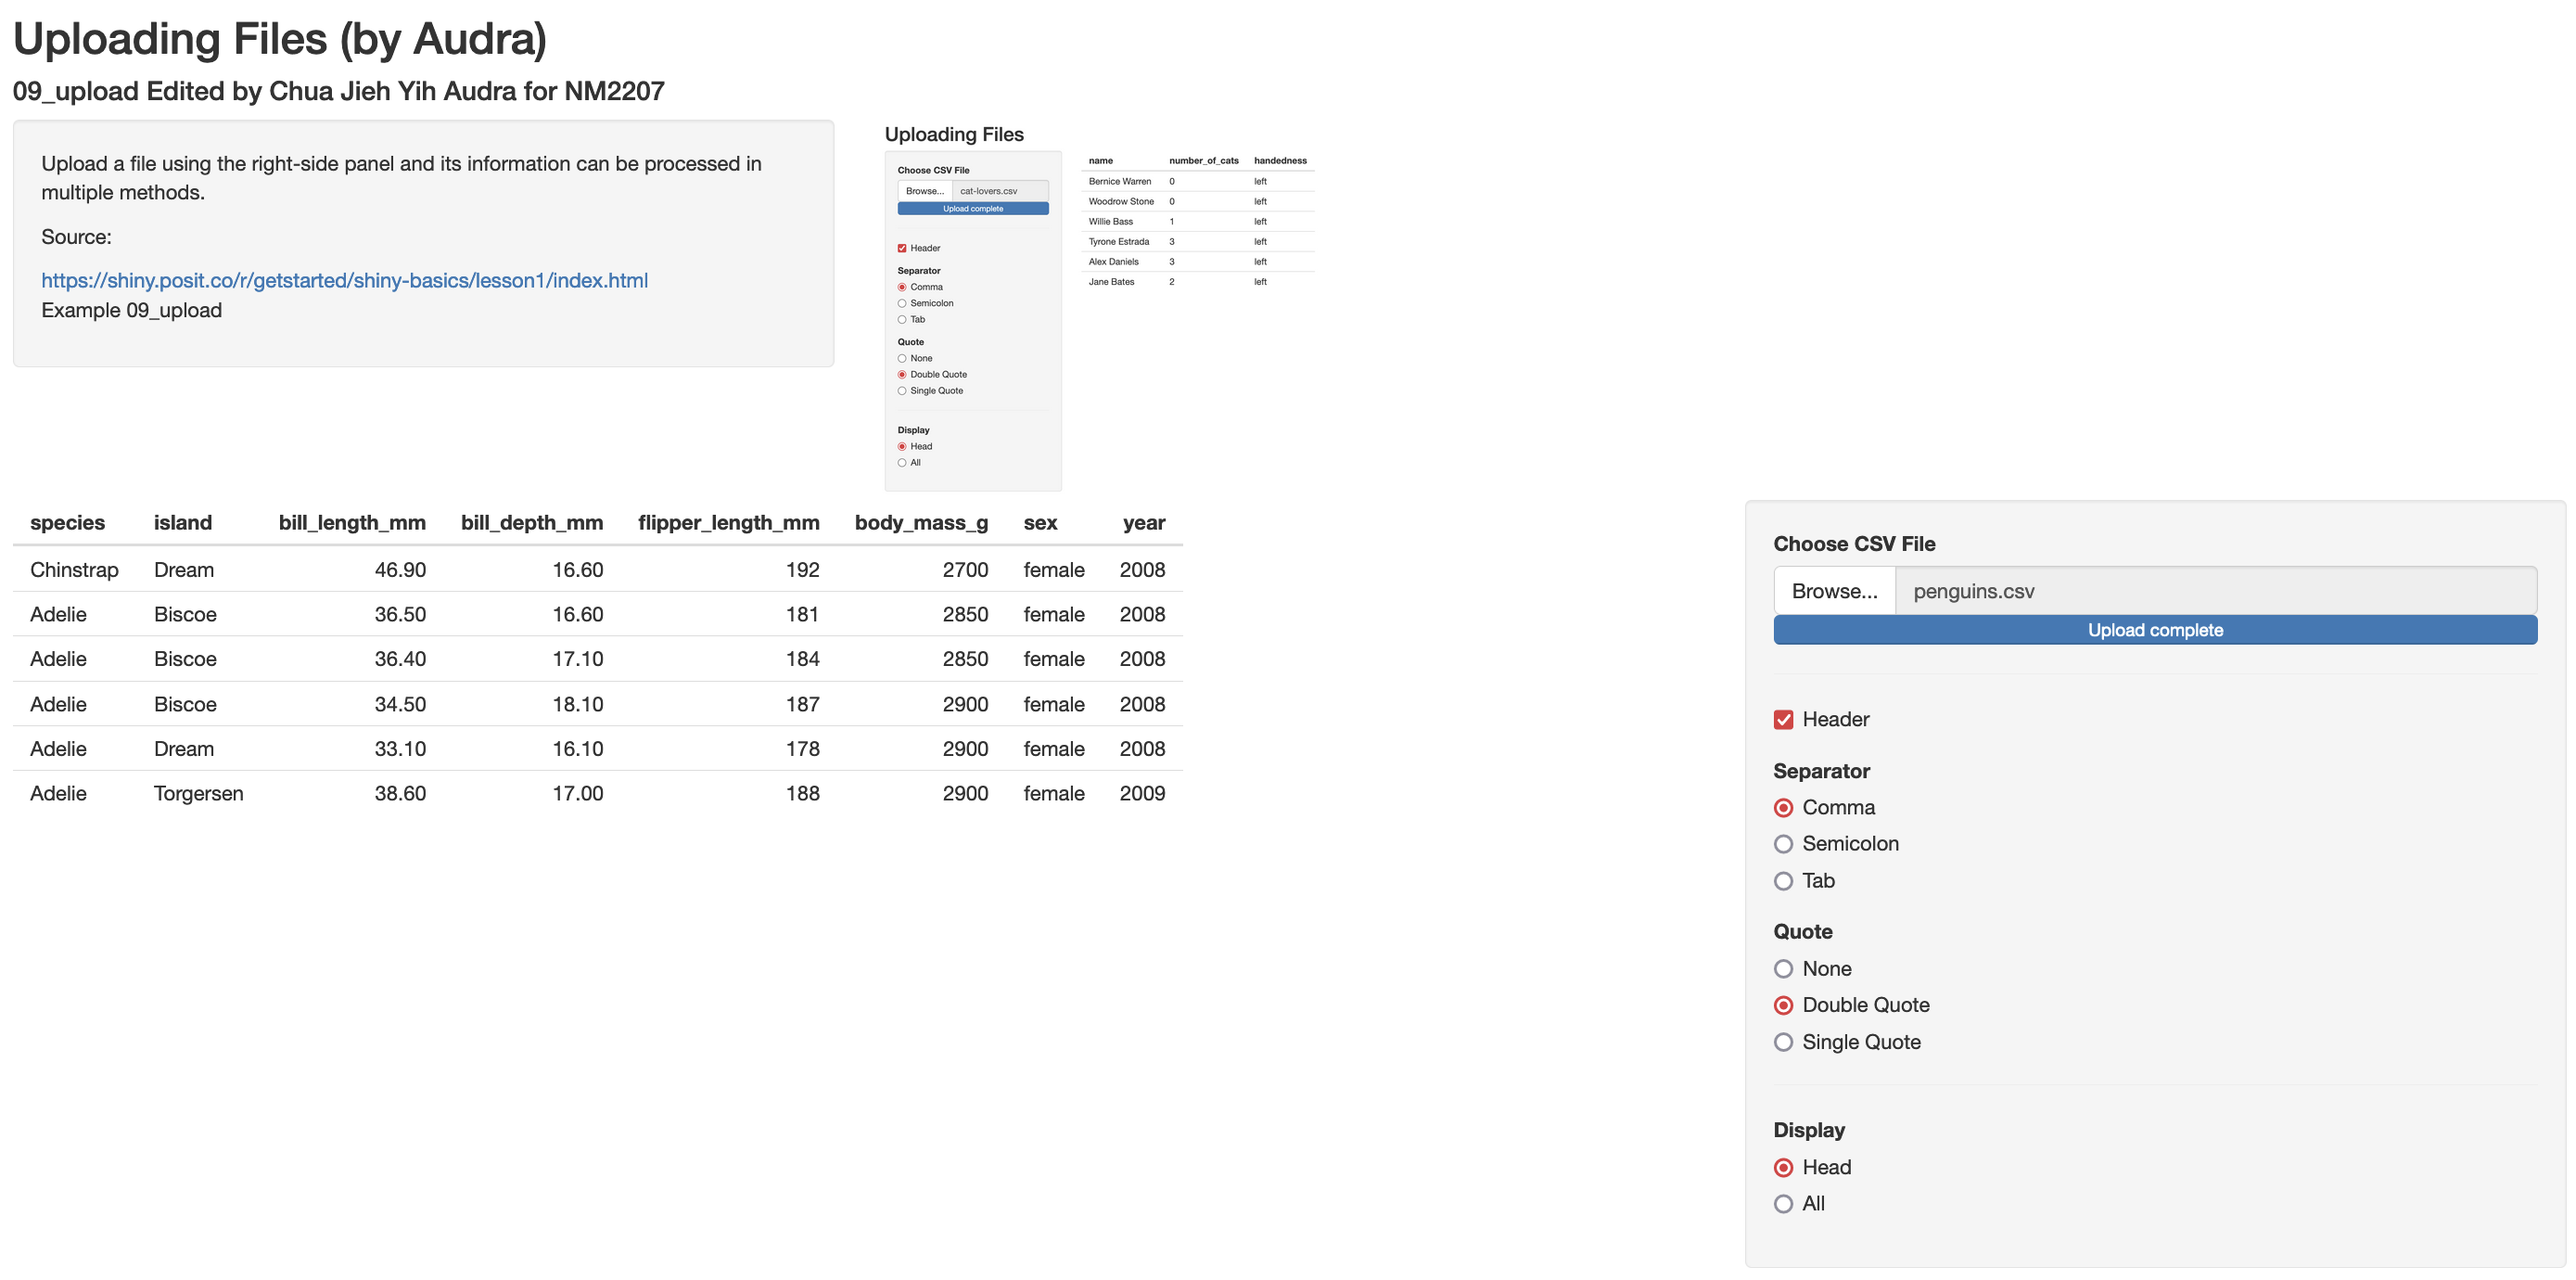 Uploading Files (by Audra)
09_upload Edited by Chua Jieh Yih Audra for NM2207
Upload a file using the right-side panel and its information can be processed in
multiple methods.
Source:
https://shiny.posit.co/r/getstarted/shiny-basics/lesson1/index.html
Example 09_upload
Uploading Files
Choose CSV File
Browse... cat-lovers.csv
Upload complete
Header
Separator
Comma
Semicolon
Tab
Quote
None
Double Quote
Single Quote
Display
Head
All
name number_of_cats handedness
Bernice Warren 0 left
Woodrow Stone 0 left
Willie Bass 1 left
Tyrone Estrada 3 left
Alex Daniels 3 left
Jane Bates 2 left
species island bill_length_mm bill_depth_mm flipper_length_mm body_mass_g sex year
Chinstrap Dream 46.90 16.60 192 2700 female 2008
Adelie Biscoe 36.50 16.60 181 2850 female 2008
Adelie Biscoe 36.40 17.10 184 2850 female 2008
Adelie Biscoe 34.50 18.10 187 2900 female 2008
Adelie Dream 33.10 16.10 178 2900 female 2008
Adelie Torgersen 38.60 17.00 188 2900 female 2009
Choose CSV File
Browse... penguins.csv
Upload complete
Header
Separator
Comma
Semicolon
Tab
Quote
None
Double Quote
Single Quote
Display
Head
All